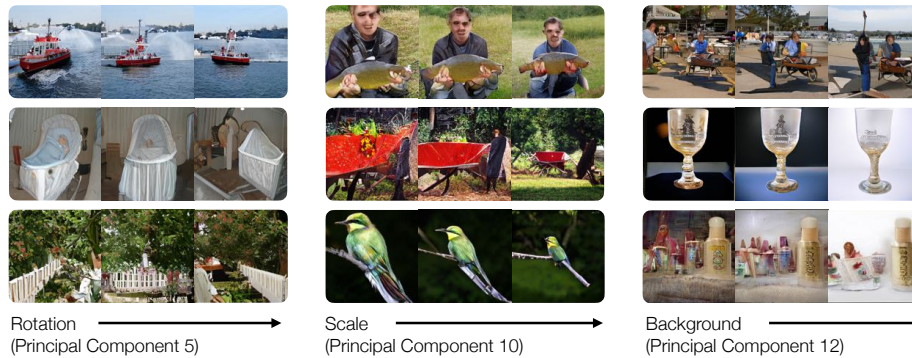 Rotation
(Principal Component 5)
Scale
(Principal Component 10)
Background
(Principal Component 12)